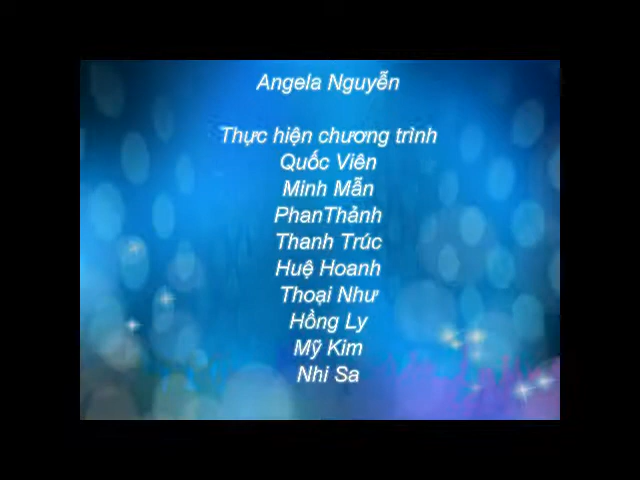 Angela Nguyễn
Thực hiện chương trình
Quốc Viên
Minh Mẫn
PhanThảnh
Thanh Trúc
Huệ Hoanh
Thoại Như
Hồng Ly
Mỹ Kim
Nhi Sa